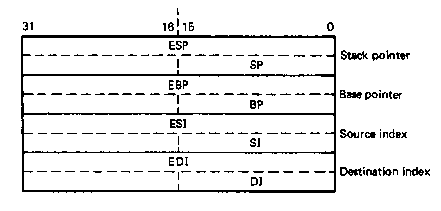 31 16 15 0
ESP
SP Stack pointer
EBP
BP Base pointer
ESI
SI Source index
EDI
DI Destination index